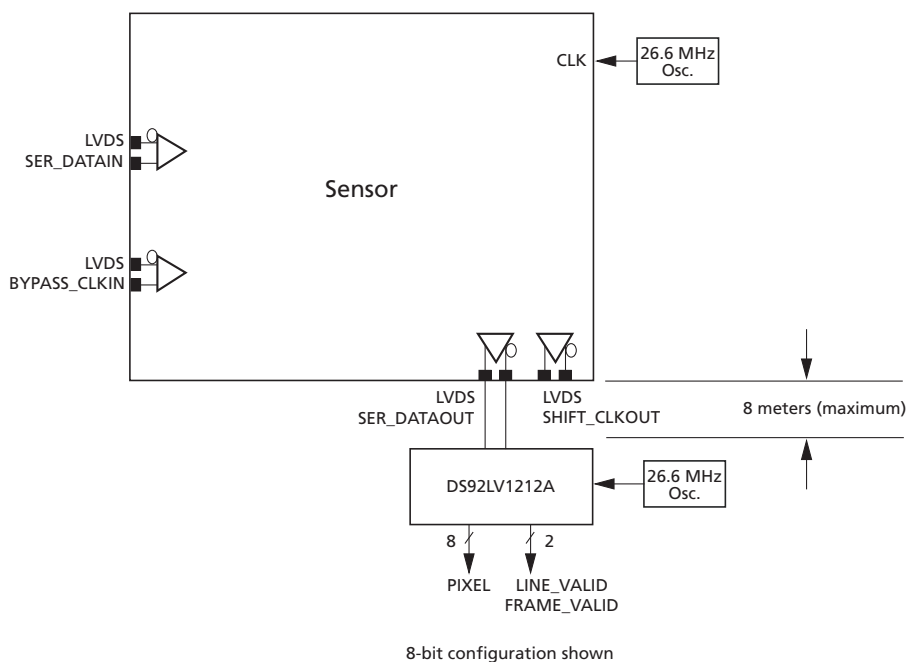 CLK
26.6 MHz
Osc.
LVDS
SER_DATAIN
Sensor
LVDS
BYPASS_CLKIN
LVDS
SER_DATAOUT
LVDS
SHIFT_CLKOUT
8 meters (maximum)
DS92LV1212A
26.6 MHz
Osc.
8
2
PIXEL
LINE_VALID
FRAME_VALID
8-bit configuration shown